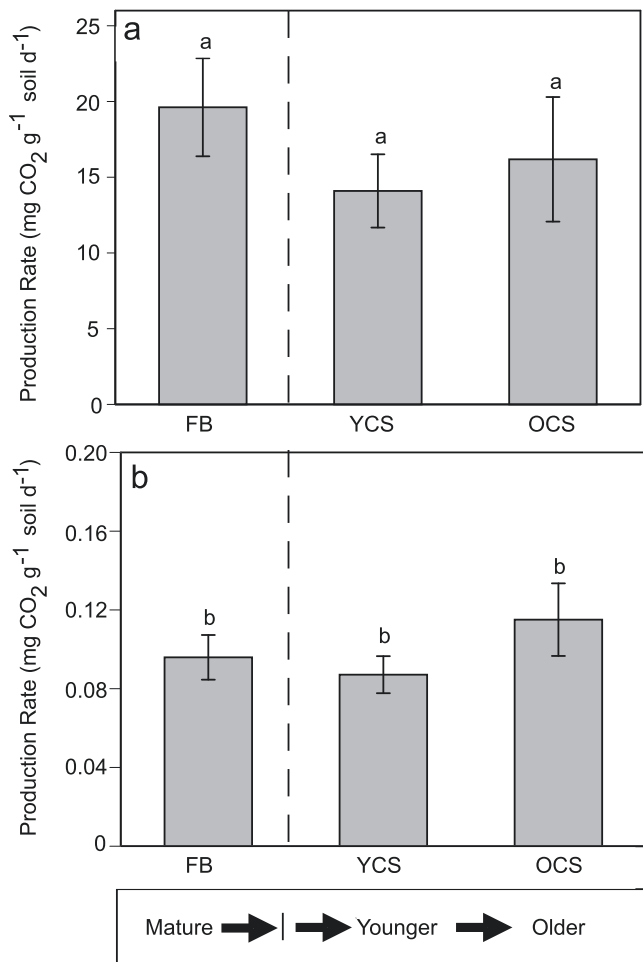 a
25
20
15
10
5
0
Production Rate (mg CO2 g-1 soil d-1)
a
a
a
FB YCS OCS
b
0.20
0.16
0.12
0.08
0.04
0
Production Rate (mg CO2 g-1 soil d-1)
b
b
b
FB YCS OCS
Mature Younger Older